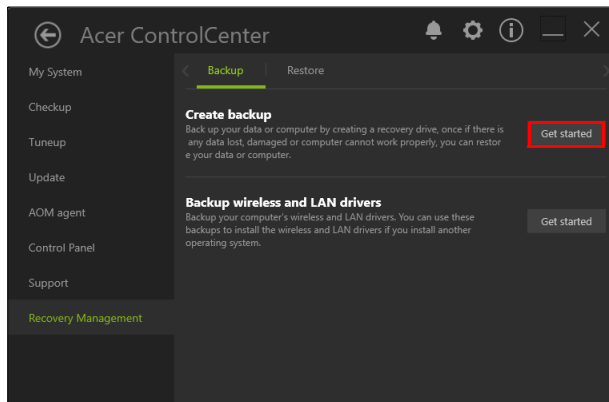 Acer ControlCenter
My System
Checkup
Tuneup
Update
AOM agent
Control Panel
Support
Recovery Management
Backup
Restore
Create backup
Back up your data or computer by creating a recovery drive, once if there is
any data lost, damaged or computer cannot work properly, you can restor
e your data or computer.
Get started
Backup wireless and LAN drivers
Backup your computer's wireless and LAN drivers. You can use these
backups to install the wireless and LAN drivers if you install another
operating system.
Get started